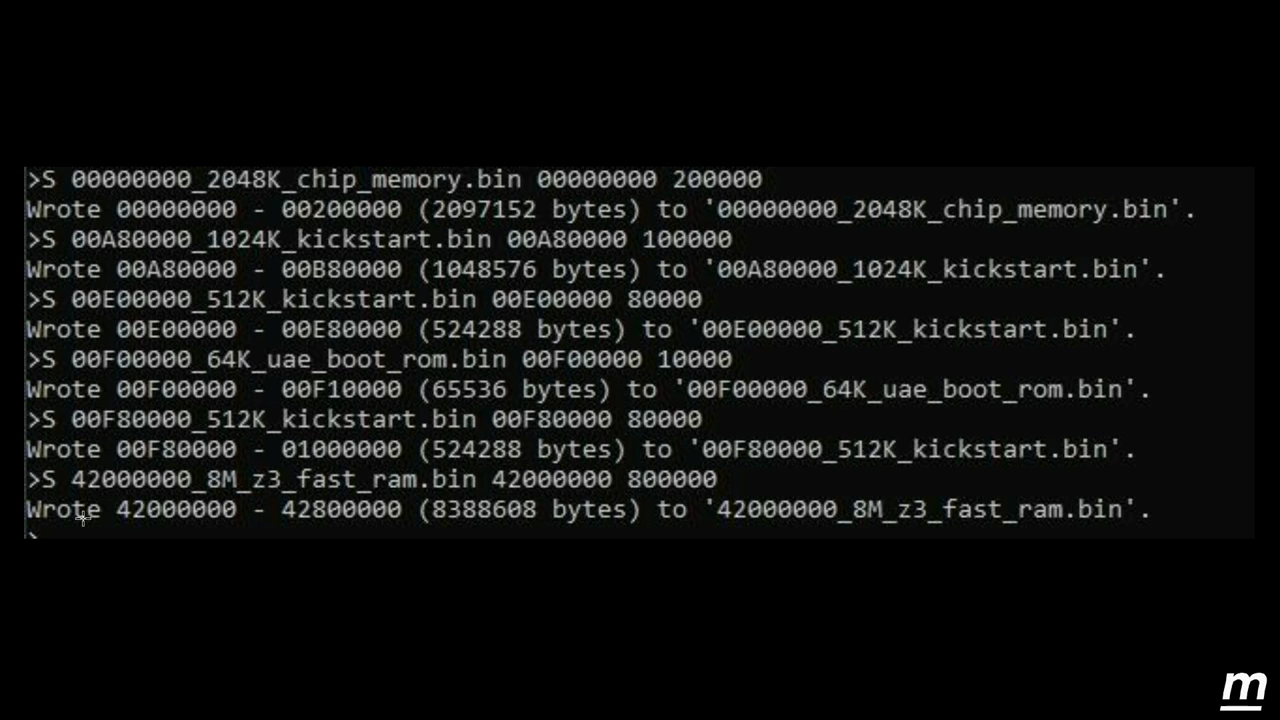 >S 00000000_2048K_chip_memory.bin 00000000 200000
Wrote 00000000 - 00200000 (2097152 bytes) to '00000000_2048K_chip_memory.bin'.
>S 00A80000_1024K_kickstart.bin 00A80000 100000
Wrote 00A80000 - 00B80000 (1048576 bytes) to '00A80000_1024K_kickstart.bin'.
>S 00E00000_512K_kickstart.bin 00E00000 80000
Wrote 00E00000 - 00E80000 (524288 bytes) to '00E00000_512K_kickstart.bin'.
>S 00F00000_64K_uae_boot_rom.bin 00F00000 10000
Wrote 00F00000 - 00F10000 (65536 bytes) to '00F00000_64K_uae_boot_rom.bin'.
>S 00F80000_512K_kickstart.bin 00F80000 80000
Wrote 00F80000 - 01000000 (524288 bytes) to '00F80000_512K_kickstart.bin'.
>S 42000000_8M_z3_fast_ram.bin 42000000 800000
Wrote 42000000 - 42800000 (8388608 bytes) to '42000000_8M_z3_fast_ram.bin'.
>
m